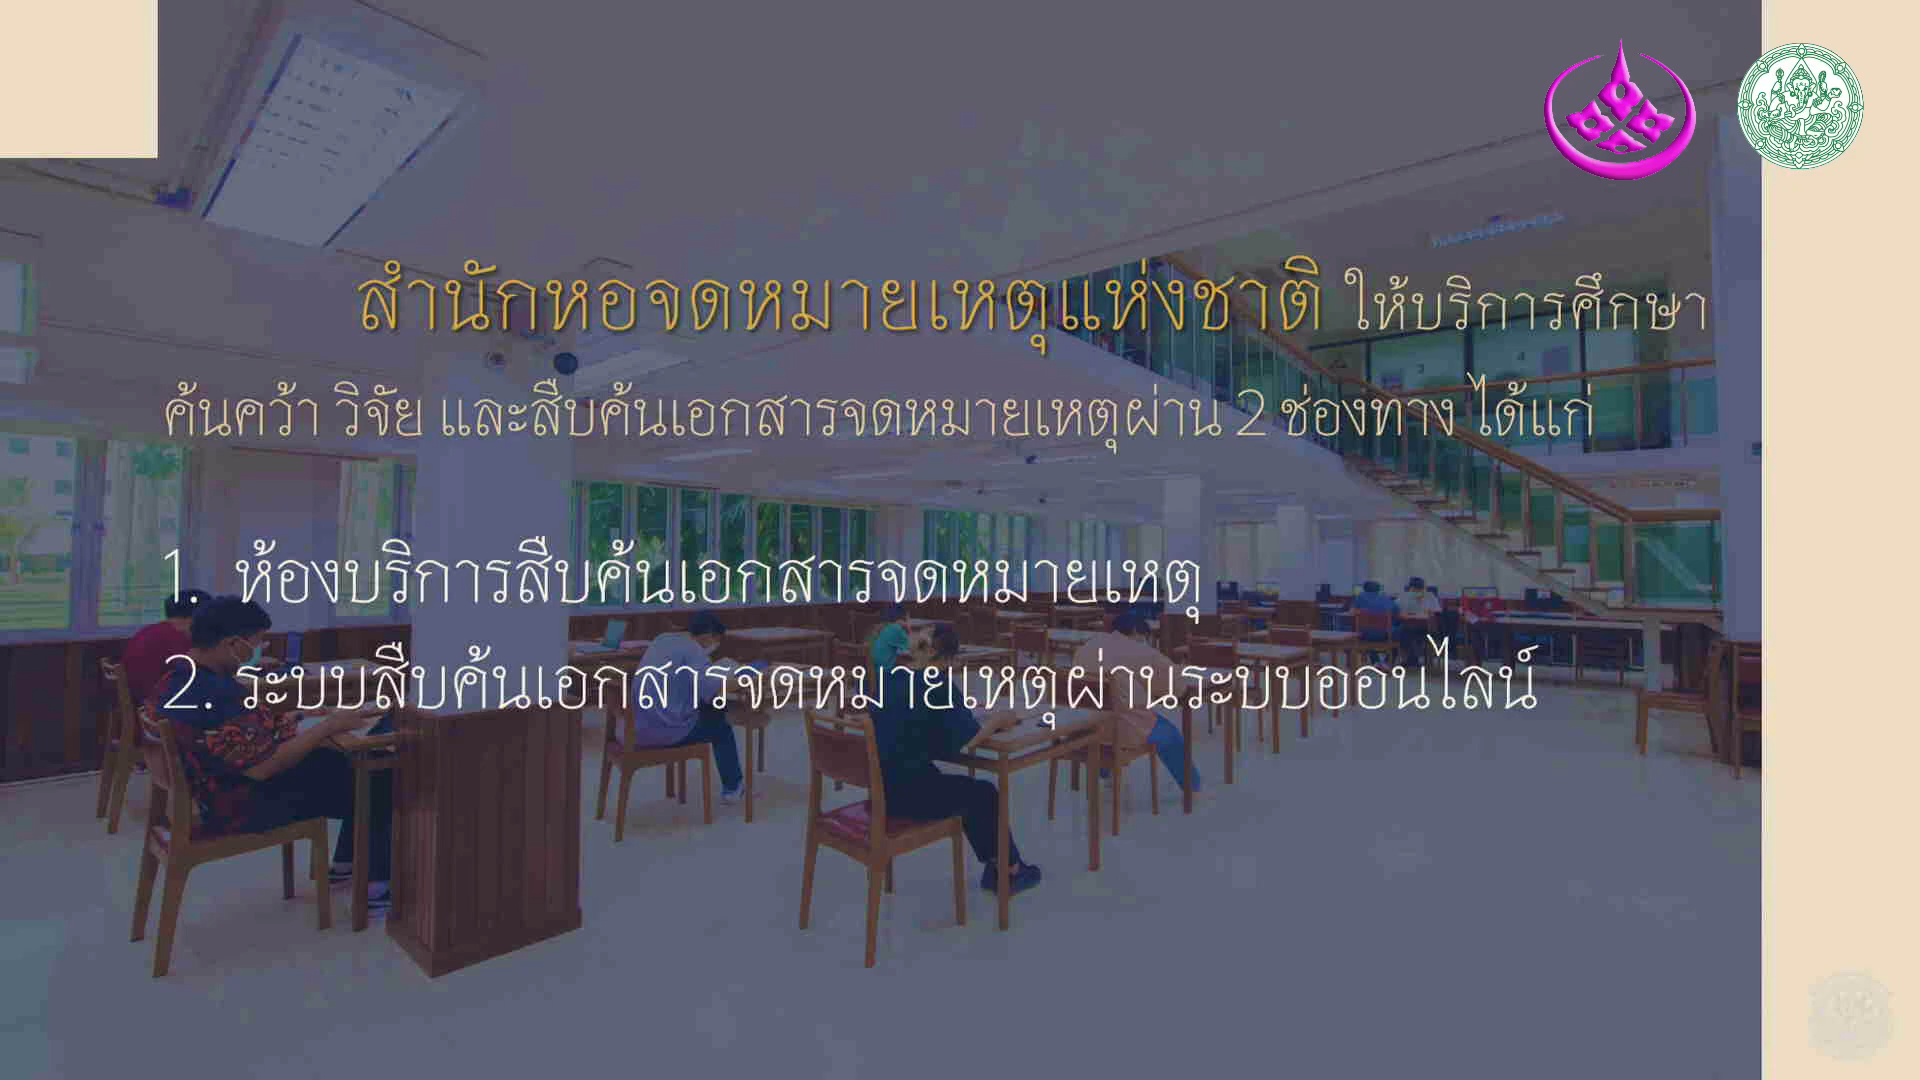 สำนักหอจดหมายเหตุแห่งชาติ ให้บริการศึกษา
ค้นคว้า วิจัย และสืบค้นเอกสารจดหมายเหตุผ่าน 2 ช่องทาง ได้แก่
1. ห้องบริการสืบค้นเอกสารจดหมายเหตุ
2. ระบบสืบค้นเอกสารจดหมายเหตุผ่านระบบออนไลน์